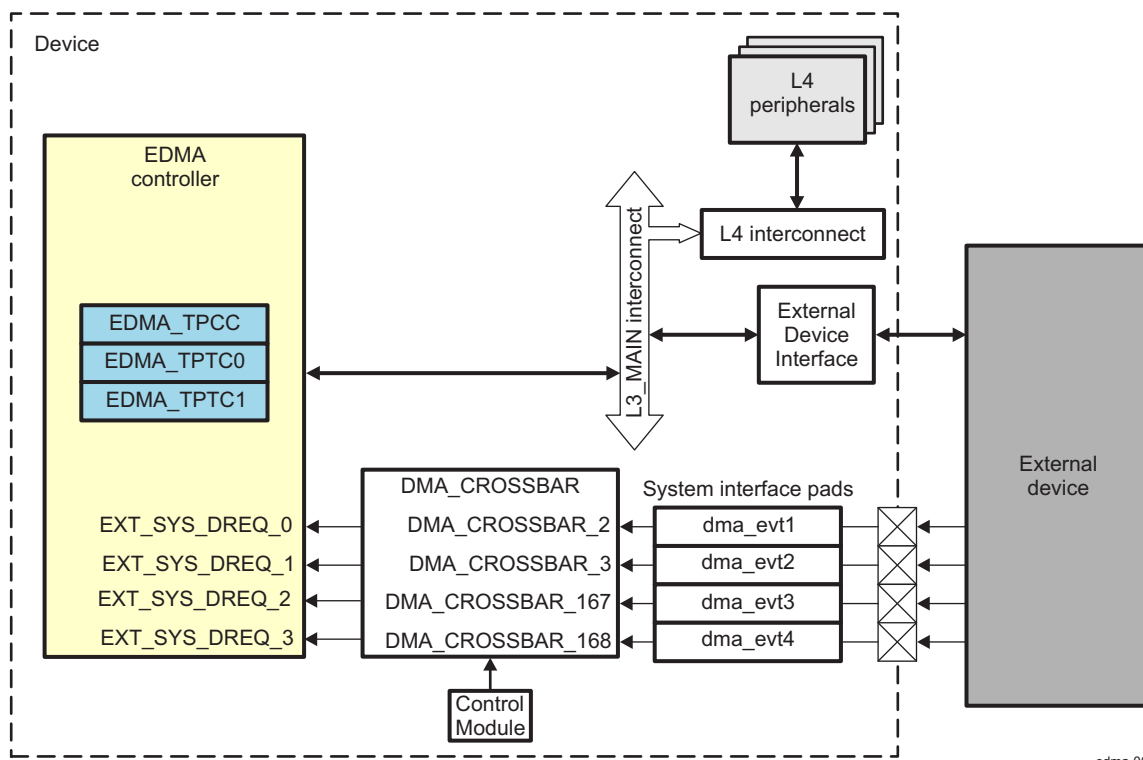 Device
L4
peripherals
EDMA
controller
L3_MAIN interconnect
L4 interconnect
EDMA_TPCC
EDMA_TPTC0
EDMA_TPTC1
External
Device
Interface
External
device
DMA_CROSSBAR
System interface pads
EXT_SYS_DREQ_0
DMA_CROSSBAR_2
dma_evt1
EXT_SYS_DREQ_1
DMA_CROSSBAR_3
dma_evt2
EXT_SYS_DREQ_2
DMA_CROSSBAR_167
dma_evt3
EXT_SYS_DREQ_3
DMA_CROSSBAR_168
dma_evt4
Control
Module